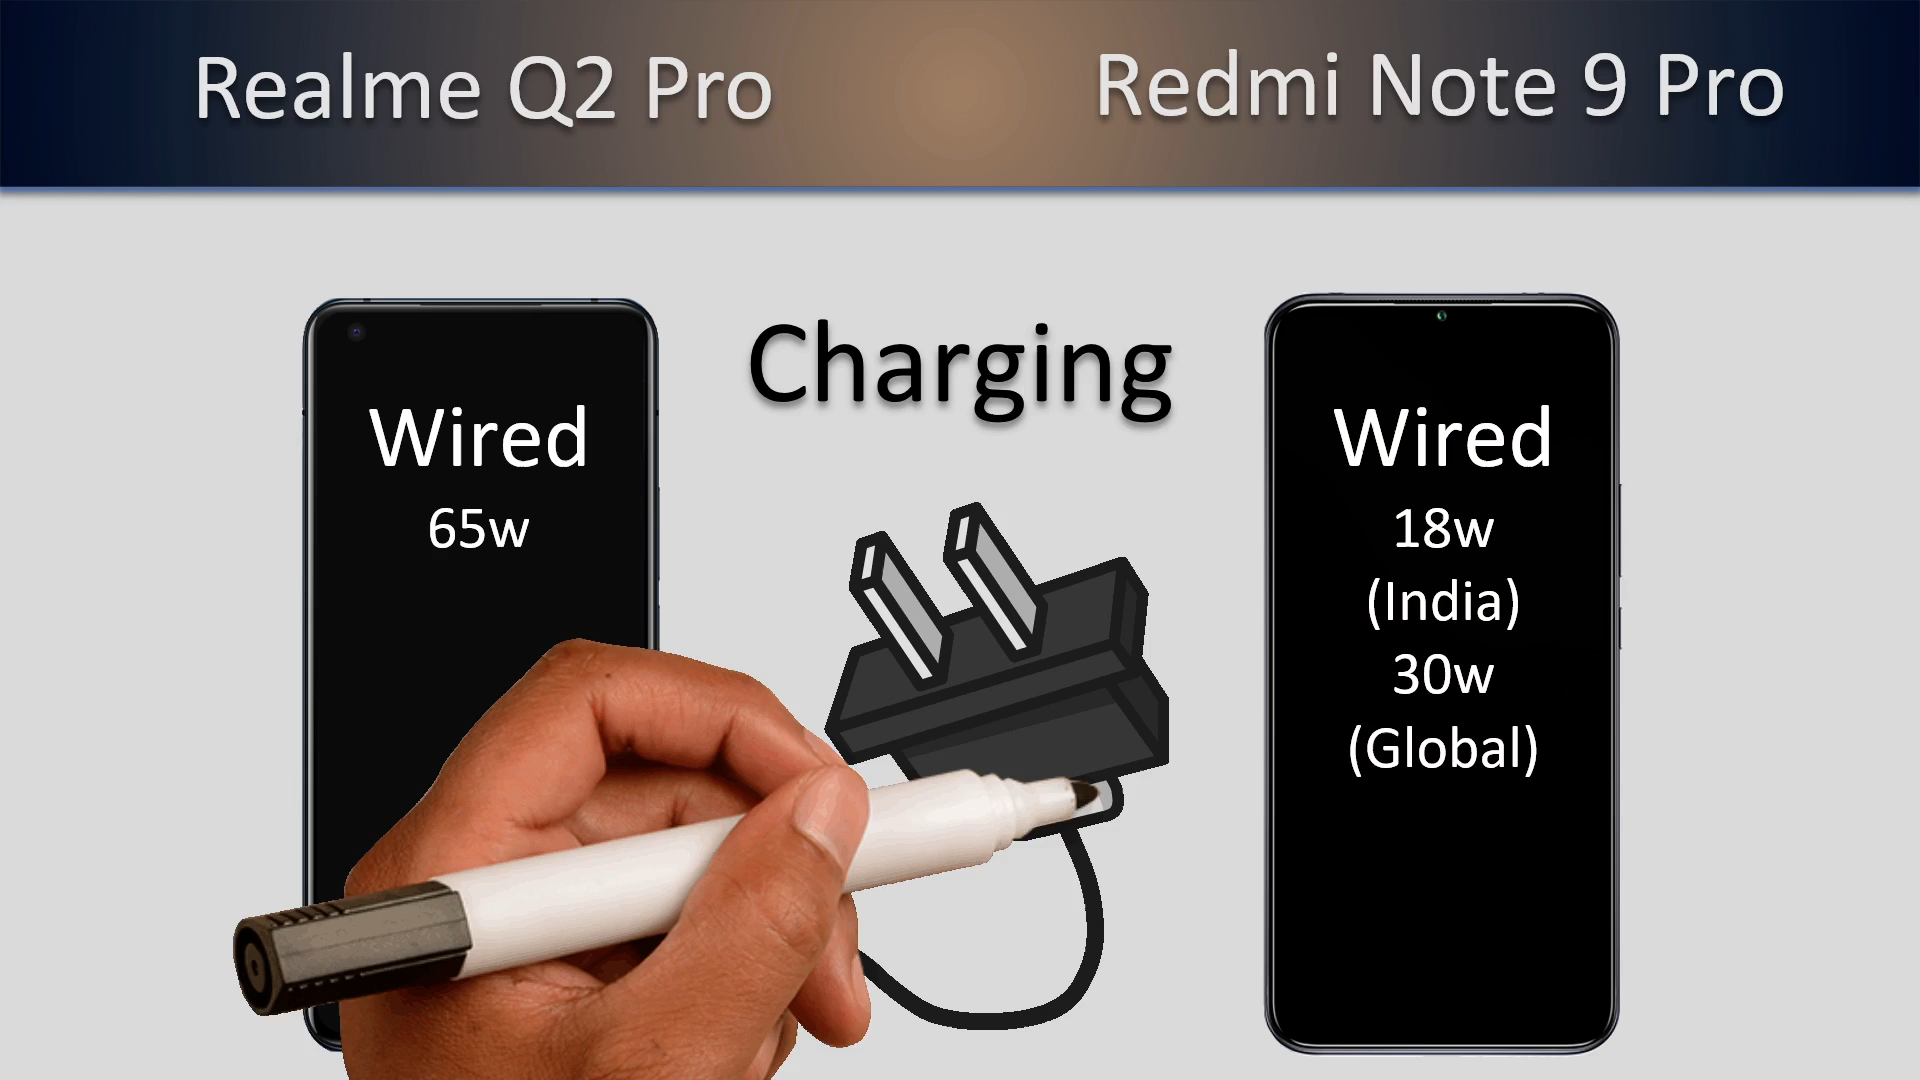 Realme Q2 Pro
Redmi Note 9 Pro
Charging
Wired
65w
Wired
18w
(India)
30w
(Global)